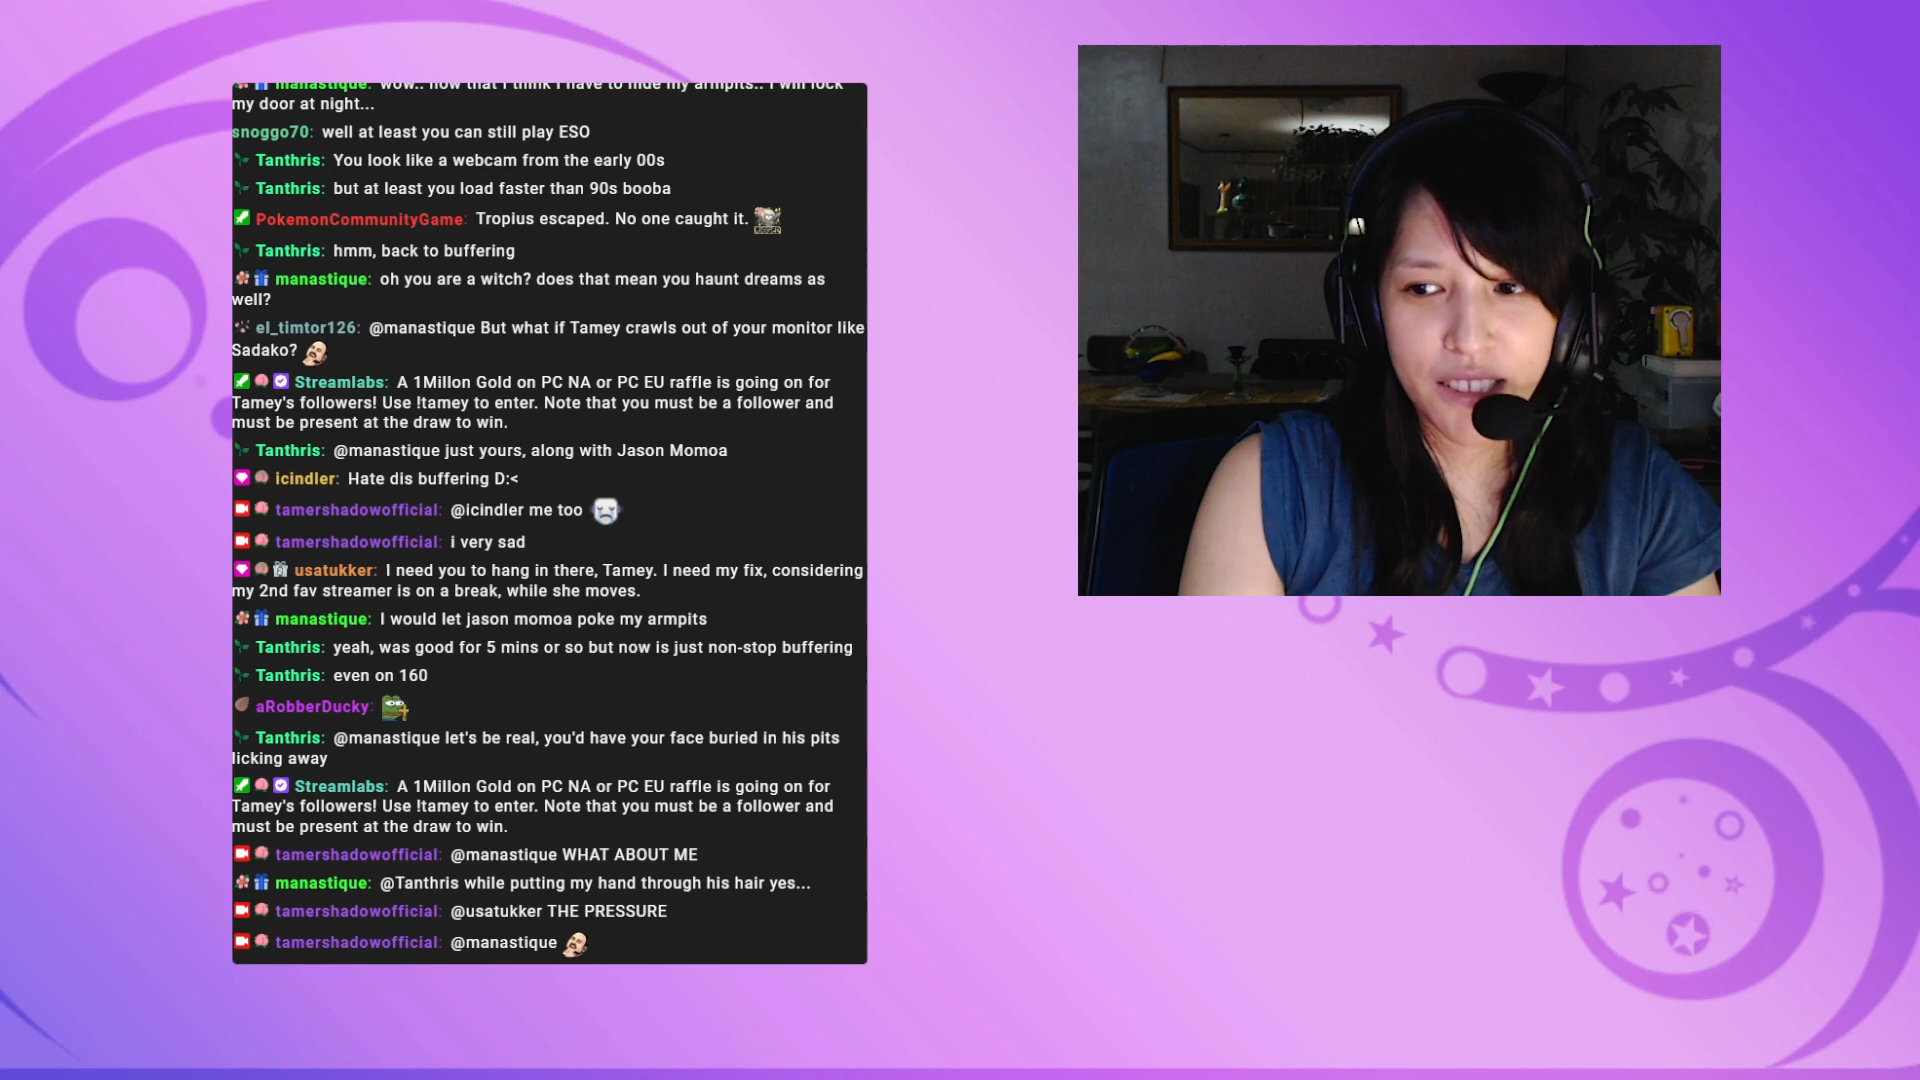 manastique: wow.. now that I think I have to hide my armpits.. I will lock
my door at night...
snoggo70: well at least you can still play ESO
Tanthris: You look like a webcam from the early 00s
Tanthris: but at least you load faster than 90s booba
PokemonCommunityGame: Tropius escaped. No one caught it.
Tanthris: hmm, back to buffering
manastique: oh you are a witch? does that mean you haunt dreams as
well?
el_timtor126: @manastique But what if Tamey crawls out of your monitor like
Sadako?
Streamlabs: A 1Millon Gold on PC NA or PC EU raffle is going on for
Tamey's followers! Use !tamey to enter. Note that you must be a follower and
must be present at the draw to win.
Tanthris: @manastique just yours, along with Jason Momoa
icindler: Hate dis buffering D:<
tamershadowofficial: @icindler me too
tamershadowofficial: i very sad
usatukker: I need you to hang in there, Tamey. I need my fix, considering
my 2nd fav streamer is on a break, while she moves.
manastique: I would let jason momoa poke my armpits
Tanthris: yeah, was good for 5 mins or so but now is just non-stop buffering
Tanthris: even on 160
aRobberDucky:
Tanthris: @manastique let's be real, you'd have your face buried in his pits
licking away
Streamlabs: A 1Millon Gold on PC NA or PC EU raffle is going on for
Tamey's followers! Use !tamey to enter. Note that you must be a follower and
must be present at the draw to win.
tamershadowofficial: @manastique WHAT ABOUT ME
manastique: @Tanthris while putting my hand through his hair yes...
tamershadowofficial: @usatukker THE PRESSURE
tamershadowofficial: @manastique